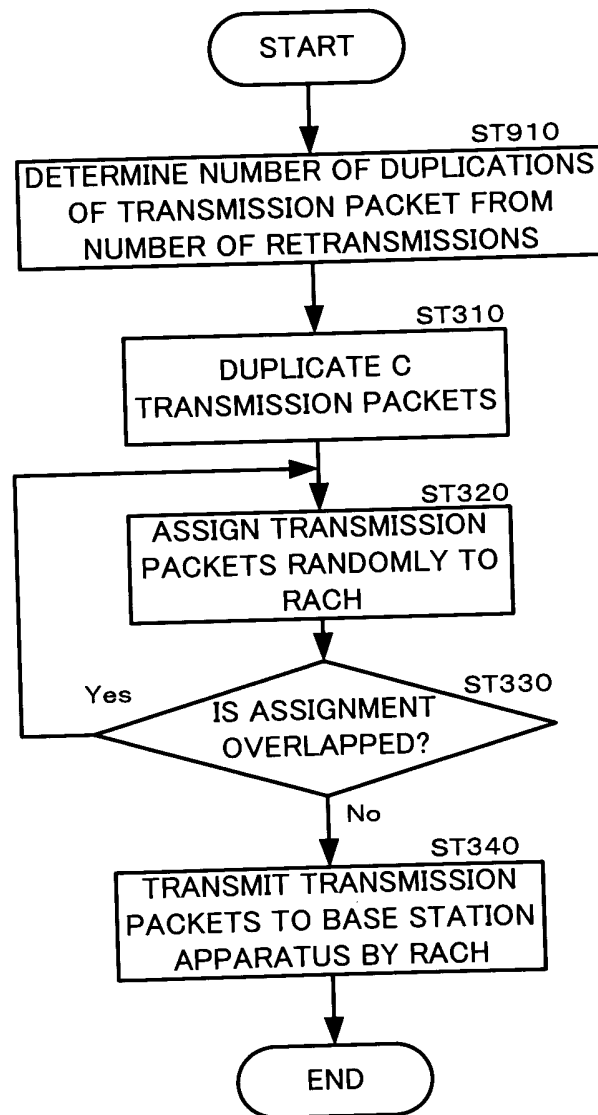 START
ST910
DETERMINE NUMBER OF DUPLICATIONS
OF TRANSMISSION PACKET FROM
NUMBER OF RETRANSMISSIONS
ST310
DUPLICATE C
TRANSMISSION PACKETS
ST320
ASSIGN TRANSMISSION
PACKETS RANDOMLY TO
RACH
Yes
ST330
IS ASSIGNMENT
OVERLAPPED?
No
ST340
TRANSMIT TRANSMISSION
PACKETS TO BASE STATION
APPARATUS BY RACH
END